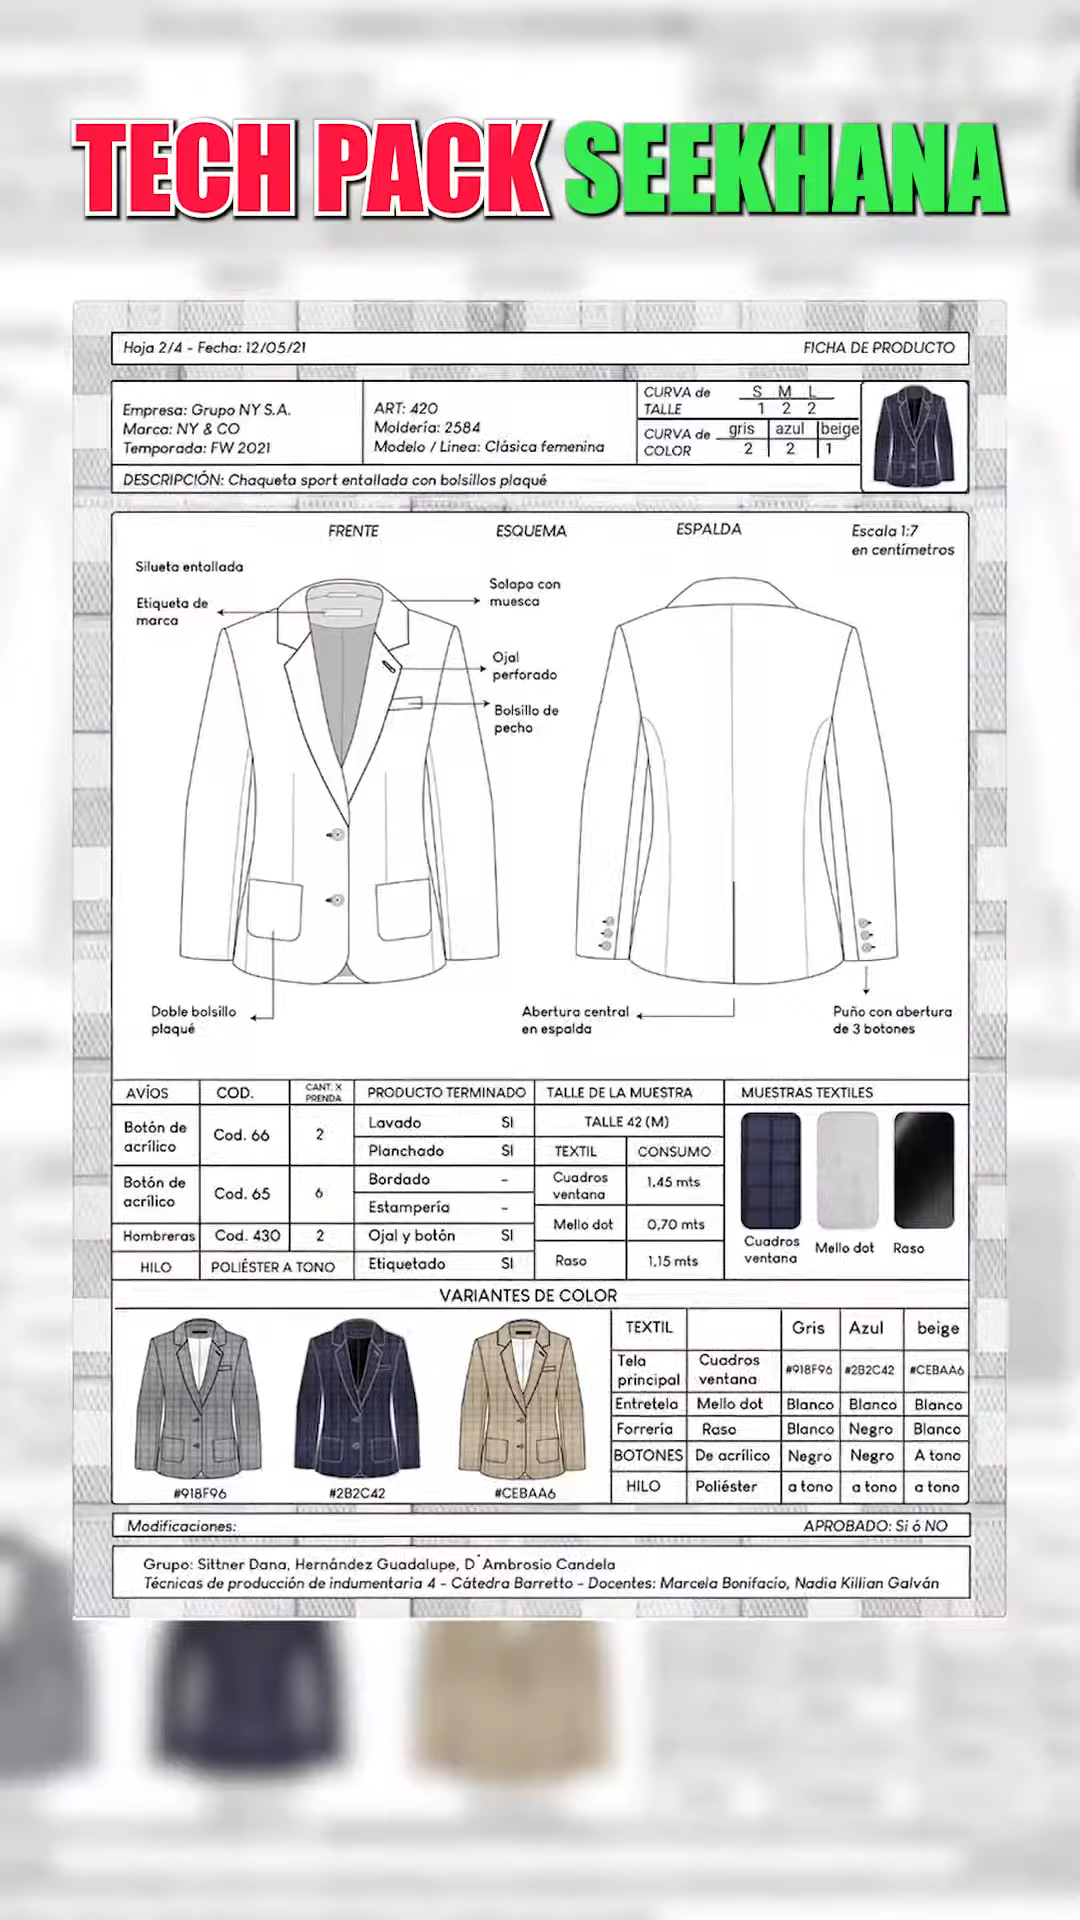 TECH PACK SEEKHANA
Hoja 2/4 - Fecha: 12/05/21
FICHA DE PRODUCTO
Empresa: Grupo NY S.A.
Marca: NY & CO
Temporada: FW 2021
ART: 420
Moldería: 2584
Modelo / Linea: Clásica femenina
CURVA de TALLE
S M L
1 2 2
CURVA de COLOR
gris azul beige
2 2 1
DESCRIPCIÓN: Chaqueta sport entallada con bolsillos plaqué
FRENTE
ESQUEMA
ESPALDA
Escala 1:7
en centímetros
Silueta entallada
Etiqueta de
marca
Solapa con
muesca
Ojal
perforado
Bolsillo de
pecho
Doble bolsillo
plaqué
Abertura central
en espalda
Puño con abertura
de 3 botones
AVÍOS COD. CANT. X PRENDA
Botón de acrílico Cod. 66 2
Botón de acrílico Cod. 65 6
Hombreras Cod. 430 2
HILO POLIÉSTER A TONO
PRODUCTO TERMINADO
Lavado SI
Planchado SI
Bordado -
Estampería -
Ojal y botón SI
Etiquetado SI
TALLE DE LA MUESTRA
TALLE 42 (M)
TEXTIL CONSUMO
Cuadros ventana 1,45 mts
Mello dot 0,70 mts
Raso 1,15 mts
MUESTRAS TEXTILES
Cuadros
ventana
Mello dot
Raso
VARIANTES DE COLOR
#918F96
#2B2C42
#CEBAA6
TEXTIL Gris Azul beige
Tela principal Cuadros ventana #918F96 #2B2C42 #CEBAA6
Entretela Mello dot Blanco Blanco Blanco
Forrería Raso Blanco Negro Blanco
BOTONES De acrílico Negro Negro A tono
HILO Poliéster a tono a tono a tono
Modificaciones:
APROBADO: Si ó NO
Grupo: Sittner Dana, Hernández Guadalupe, D´Ambrosio Candela
Técnicas de producción de indumentaria 4 - Cátedra Barretto - Docentes: Marcela Bonifacio, Nadia Killian Galván